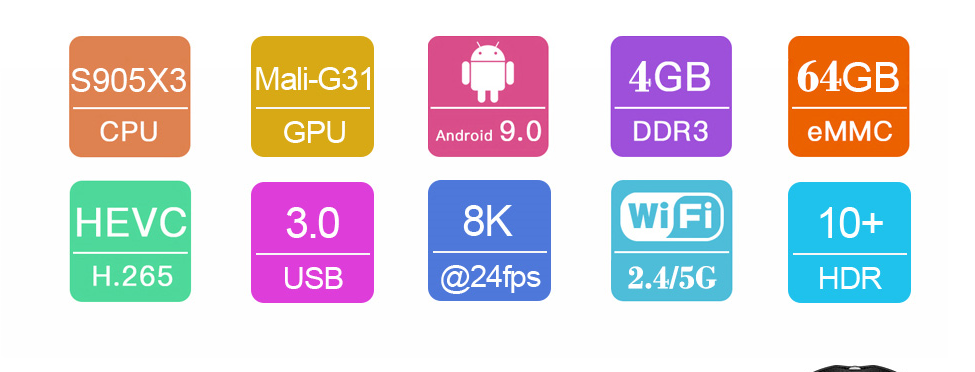 S905X3
CPU
Mali-G31
GPU
Android 9.0
4GB
DDR3
64GB
eMMC
HEVC
H.265
3.0
USB
8K
@24fps
WiFi
2.4/5G
10+
HDR